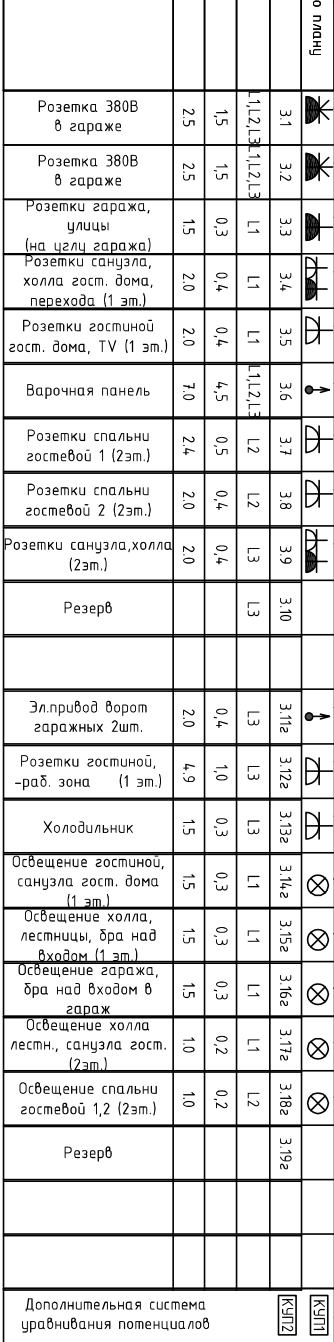 о плану
Розетка 380В
в гараже
2.5
1,5
L1,L2,L3
3.1
Розетка 380В
в гараже
2.5
1,5
L1,L2,L3
3.2
Розетки гаража,
улицы
(на углу гаража)
1.5
0,3
L1
3.3
Розетки санузла,
холла гост. дома,
перехода (1 эт.)
2.0
0,4
L1
3.4
Розетки гостиной
гост. дома, TV (1 эт.)
2.0
0,4
L1
3.5
Варочная панель
7.0
4,5
L1,L2,L3
3.6
Розетки спальни
гостевой 1 (2эт.)
2.4
0,5
L2
3.7
Розетки спальни
гостевой 2 (2эт.)
2.0
0,4
L2
3.8
Розетки санузла,холла
(2эт.)
2.0
0,4
L3
3.9
Резерв
L3
3.10
Эл.привод ворот
гаражных 2шт.
2.0
0,4
L3
3.11г
Розетки гостиной,
-раб. зона (1 эт.)
4.9
1,0
L3
3.12г
Холодильник
1.5
0,3
L3
3.13г
Освещение гостиной,
санузла гост. дома
(1 эт.)
1.5
0,3
L1
3.14г
Освещение холла,
лестницы, бра над
входом (1 эт.)
1.5
0,3
L1
3.15г
Освещение гаража,
бра над входом в
гараж
1.5
0,3
L1
3.16г
Освещение холла
лестн., санузла гост.
(2эт.)
1.0
0,2
L1
3.17г
Освещение спальни
гостевой 1,2 (2эт.)
1.0
0,2
L2
3.18г
Резерв
3.19г
Дополнительная система
уравнивания потенциалов
КУП2
КУП1